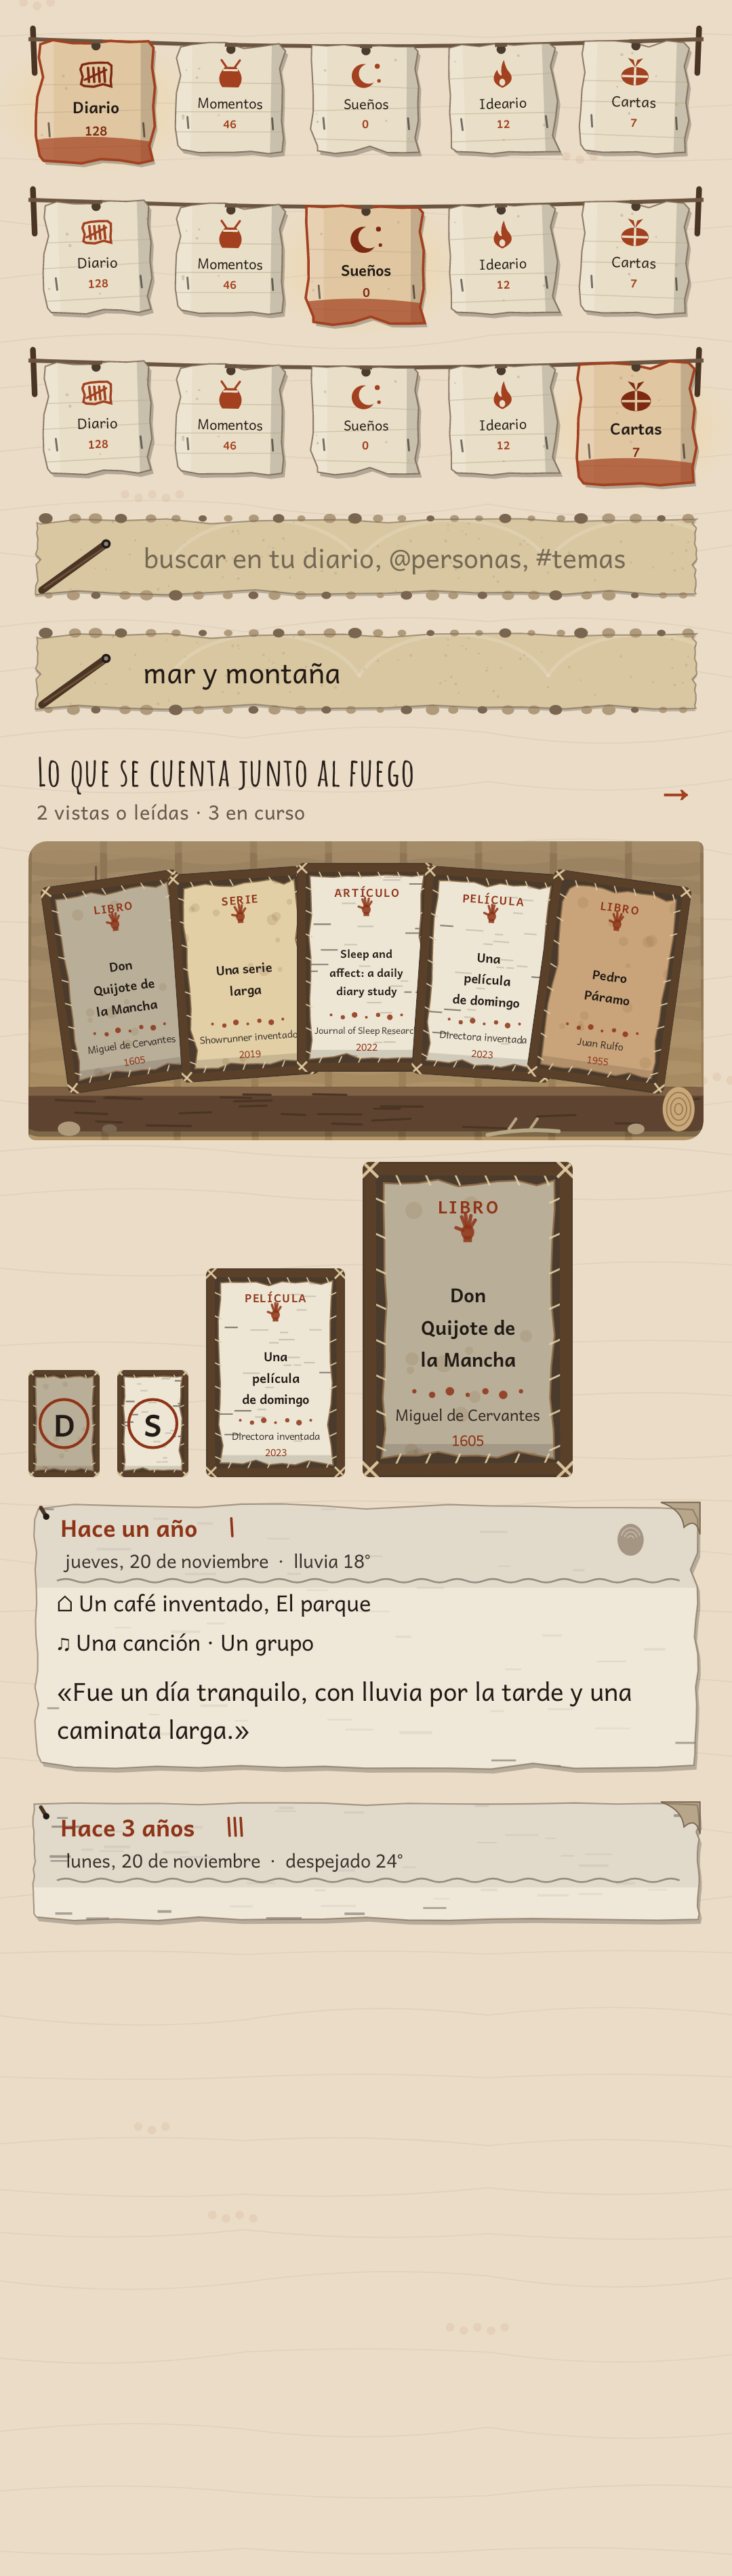 Diario
128
Momentos
46
Sueños
0
Ideario
12
Cartas
7
Diario
128
Momentos
46
Sueños
0
Ideario
12
Cartas
7
Diario
128
Momentos
46
Sueños
0
Ideario
12
Cartas
7
buscar en tu diario, @personas, #temas
mar y montaña
Lo que se cuenta junto al fuego
→
2 vistas o leídas · 3 en curso
LIBRO
Don
Quijote de
la Mancha
Miguel de Cervantes
1605
SERIE
Una serie
larga
Showrunner inventado
2019
ARTÍCULO
Sleep and
affect: a daily
diary study
Journal of Sleep Researc
2022
PELÍCULA
Una
película
de domingo
Directora inventada
2023
LIBRO
Pedro
Páramo
Juan Rulfo
1955
D
S
PELÍCULA
Una
película
de domingo
Directora inventada
2023
LIBRO
Don
Quijote de
la Mancha
Miguel de Cervantes
1605
Hace un año
jueves, 20 de noviembre · lluvia 18°
⌂ Un café inventado, El parque
♫ Una canción · Un grupo
«Fue un día tranquilo, con lluvia por la tarde y una
caminata larga.»
Hace 3 años
lunes, 20 de noviembre · despejado 24°